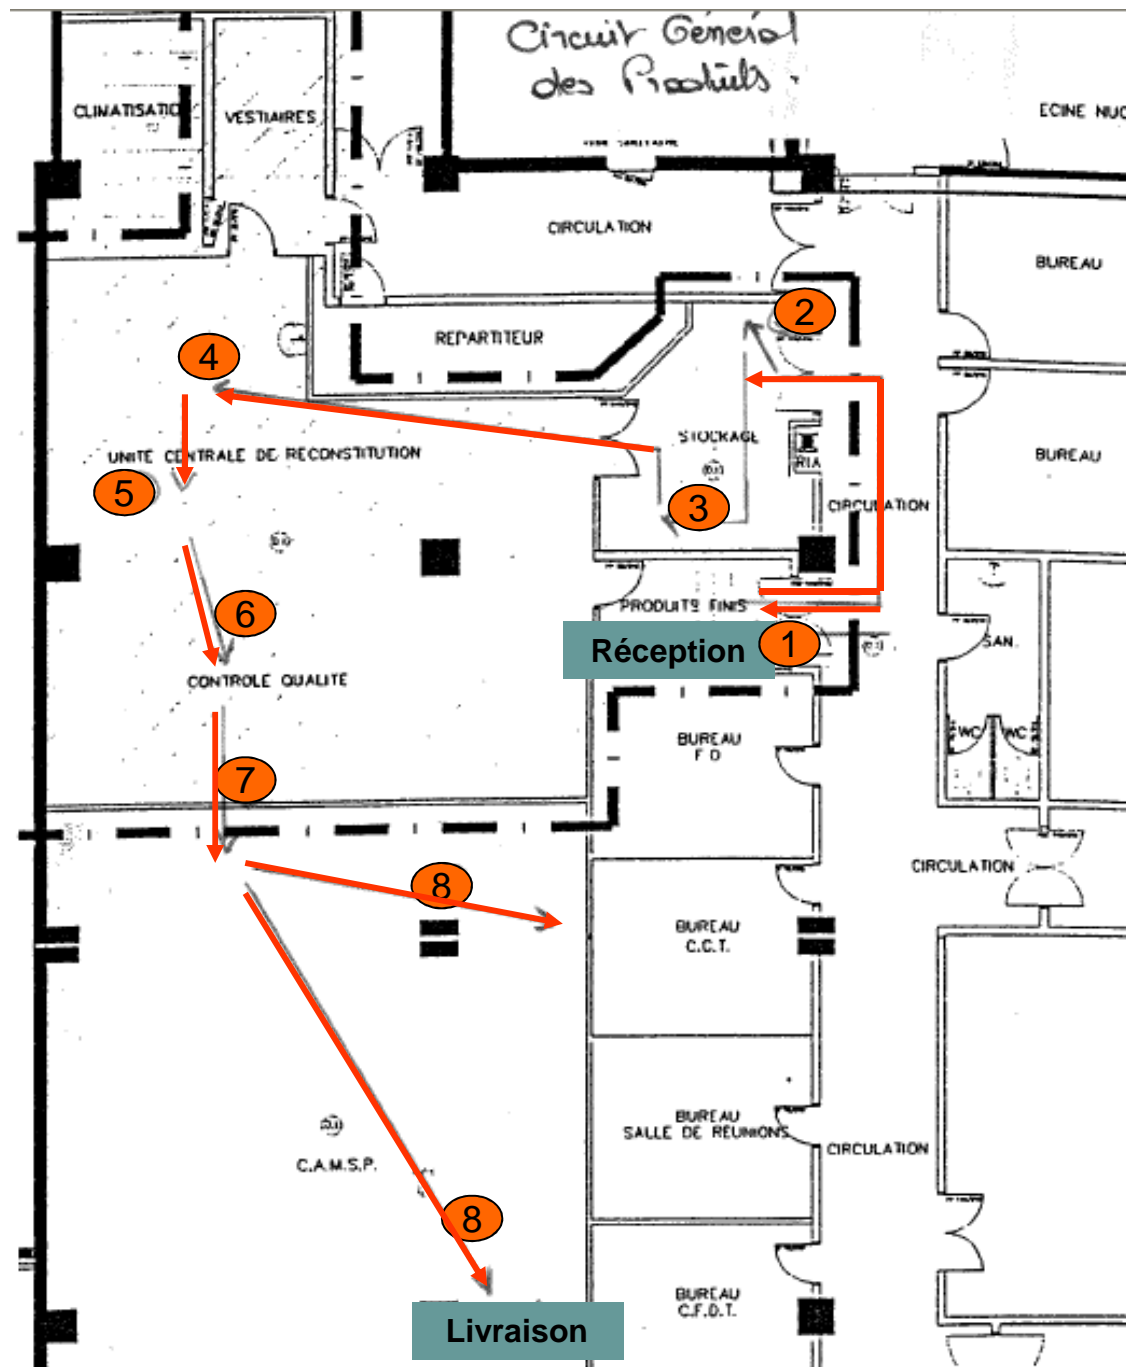 Circuit Général
des Produits
CLIMATISATIO
VESTIAIRES
ECINE NUC
CIRCULATION
BUREAU
2
REPARTITEUR
4
STOCKAGE
UNITE CENTRALE DE RECONSTITUTION
RIA
BUREAU
5
3
CIRCULATION
PRODUITS FINIS
6
1
Réception
SAN.
CONTROLE QUALITE
WC
WC
BUREAU
F O
7
CIRCULATION
8
BUREAU
C.C.T.
BUREAU
SALLE DE REUNIONS
CIRCULATION
C.A.M.S.P.
8
BUREAU
C.F.D.T.
Livraison